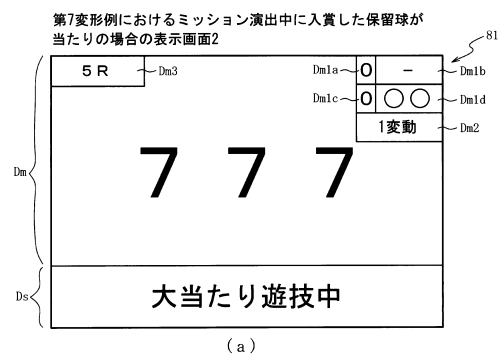 第7変形例におけるミッション演出中に入賞した保留球が
当たりの場合の表示画面2
81
5R
Dm3
Dm1a
0
−
Dm1b
Dm1c
0
○○
Dm1d
1変動
Dm2
Dm
7 7 7
Ds
大当たり遊技中
(a)